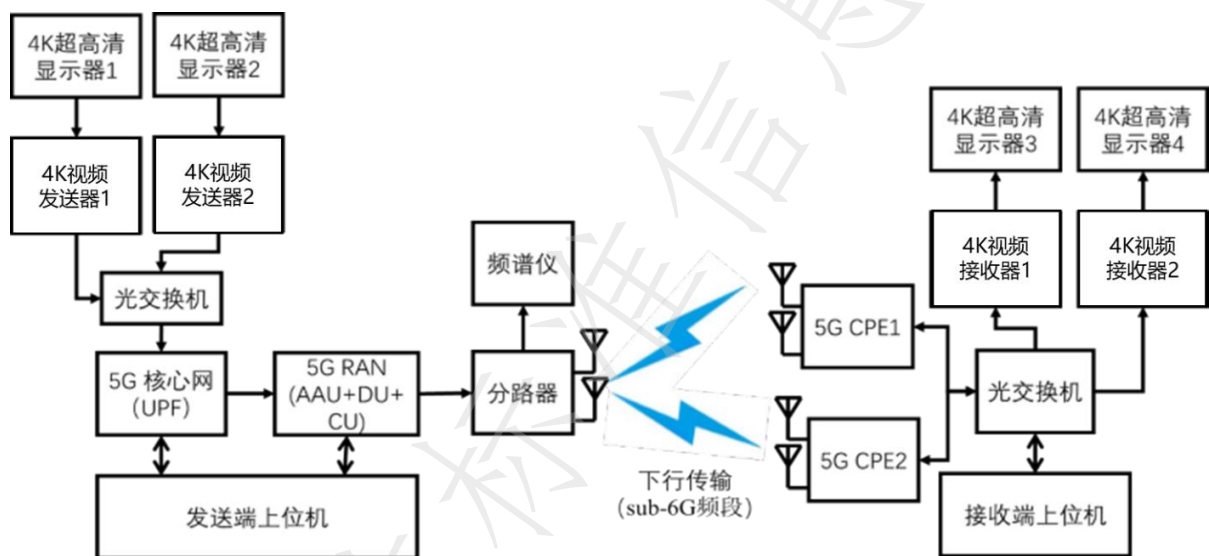 4K超高清
显示器1
4K超高清
显示器2
4K视频
发送器1
4K视频
发送器2
光交换机
5G 核心网
(UPF)
5G RAN
(AAU+DU+
CU)
发送端上位机
频谱仪
分路器
下行传输
(sub-6G频段)
5G CPE1
5G CPE2
4K超高清
显示器3
4K超高清
显示器4
4K视频
接收器1
4K视频
接收器2
光交换机
接收端上位机
标准信息